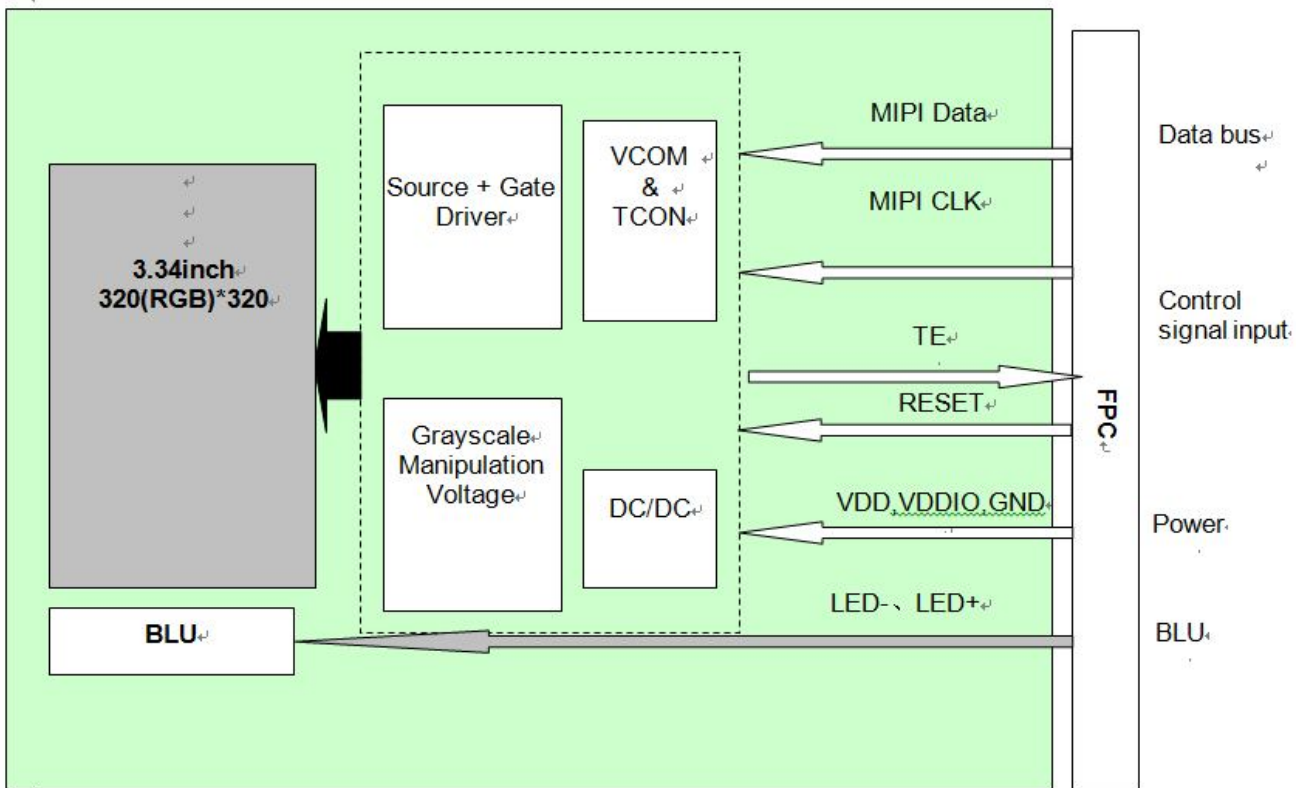 3.34inch
320(RGB)*320
BLU
Source + Gate
Driver
VCOM
&
TCON
Grayscale
Manipulation
Voltage
DC/DC
MIPI Data
MIPI CLK
TE
RESET
VDD,VDDIO,GND
LED-、LED+
FPC
Data bus
Control
signal input
Power
BLU